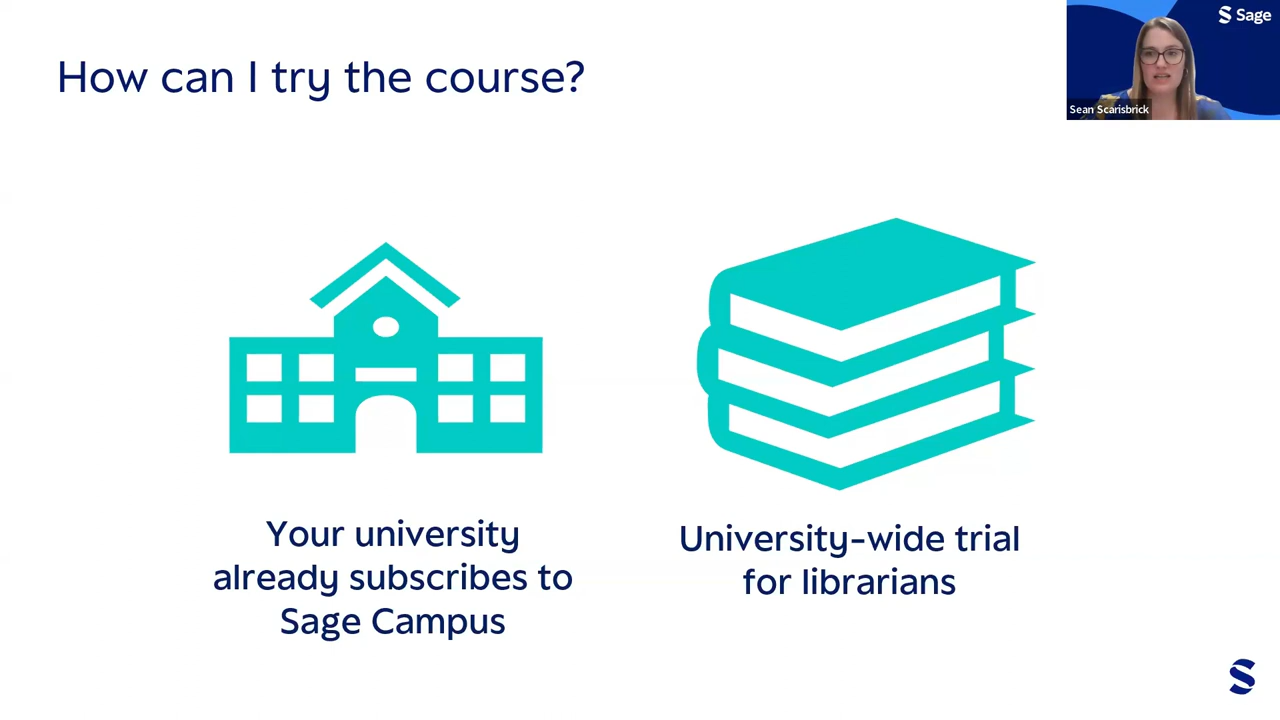 How can I try the course?
Sage
Sean Scarisbrick
Your university
already subscribes to
Sage Campus
University-wide trial
for librarians